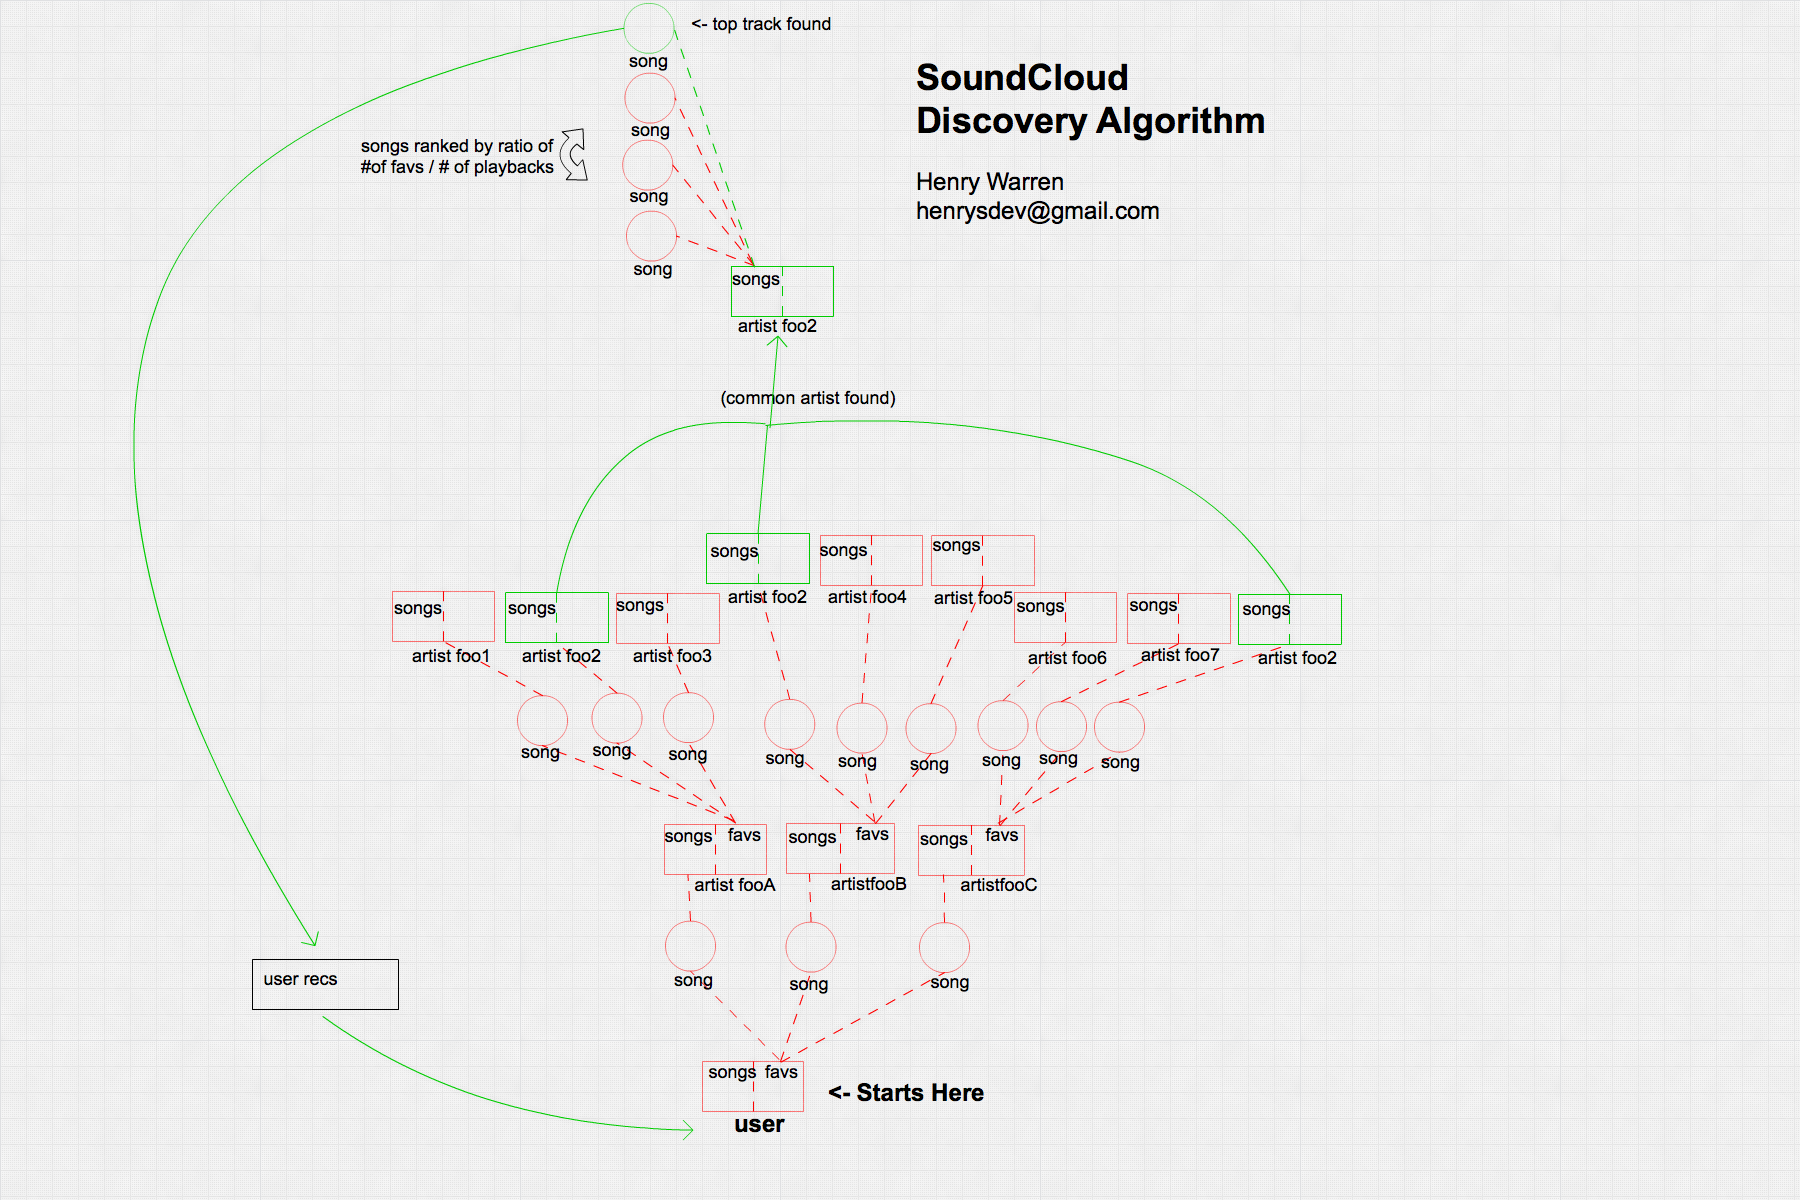 <- top track found
song
SoundCloud
Discovery Algorithm
song
songs ranked by ratio of
#of favs / # of playbacks
Henry Warren
henrysdev@gmail.com
song
song
songs
artist foo2
(common artist found)
songs
songs
songs
artist foo2
artist foo4
artist foo5
songs
songs
songs
songs
songs
songs
artist foo1
artist foo2
artist foo3
artist foo6
artist foo7
artist foo2
song
song
song
song
song
song
song
song
song
songs favs
songs favs
songs favs
artist fooA
artistfooB
artistfooC
song
song
song
user recs
songs favs
<- Starts Here
user